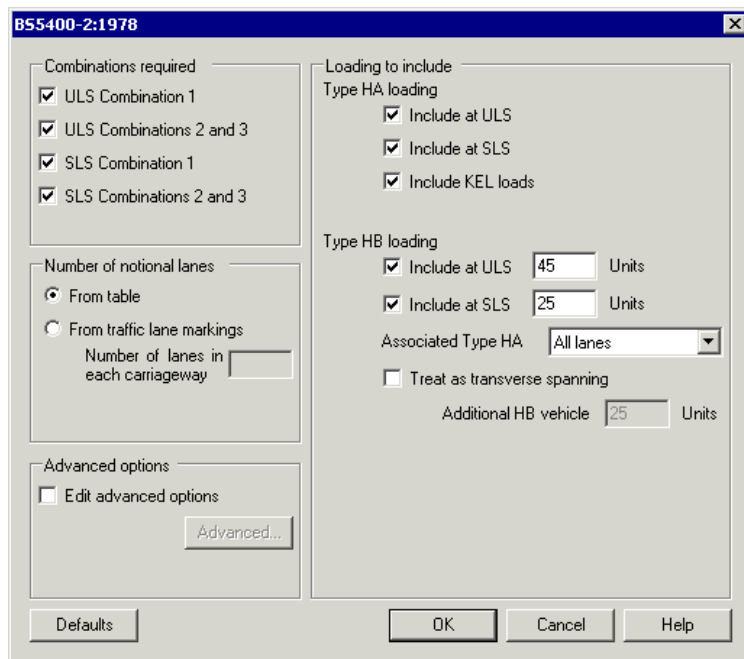 BS5400-2:1978
Combinations required
ULS Combination 1
ULS Combinations 2 and 3
SLS Combination 1
SLS Combinations 2 and 3
Number of notional lanes
From table
From traffic lane markings
Number of lanes in
each carriageway
Advanced options
Edit advanced options
Advanced...
Loading to include
Type HA loading
Include at ULS
Include at SLS
Include KEL loads
Type HB loading
Include at ULS 45 Units
Include at SLS 25 Units
Associated Type HA All lanes
Treat as transverse spanning
Additional HB vehicle 25 Units
Defaults OK Cancel Help